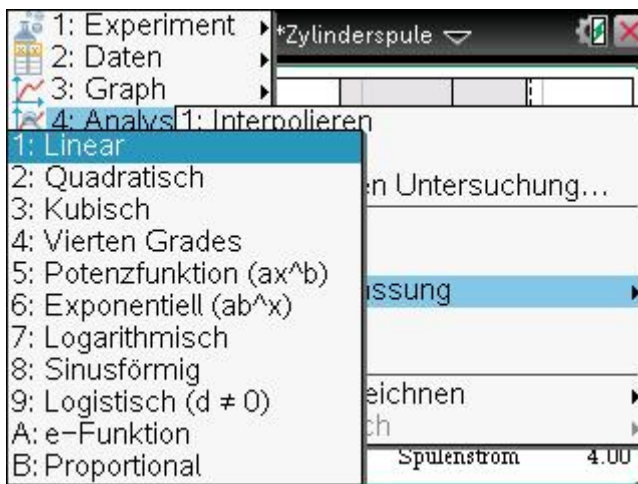 1: Experiment
*Zylinderspule
2: Daten
3: Graph
4: Analys
1: Interpolieren
1: Linear
2: Quadratisch
en Untersuchung...
3: Kubisch
4: Vierten Grades
5: Potenzfunktion (ax^b)
ssung
6: Exponentiell (ab^x)
7: Logarithmisch
8: Sinusförmig
9: Logistisch (d ≠ 0)
eichnen
A: e-Funktion
ch
B: Proportional
Spulenstrom 4.00